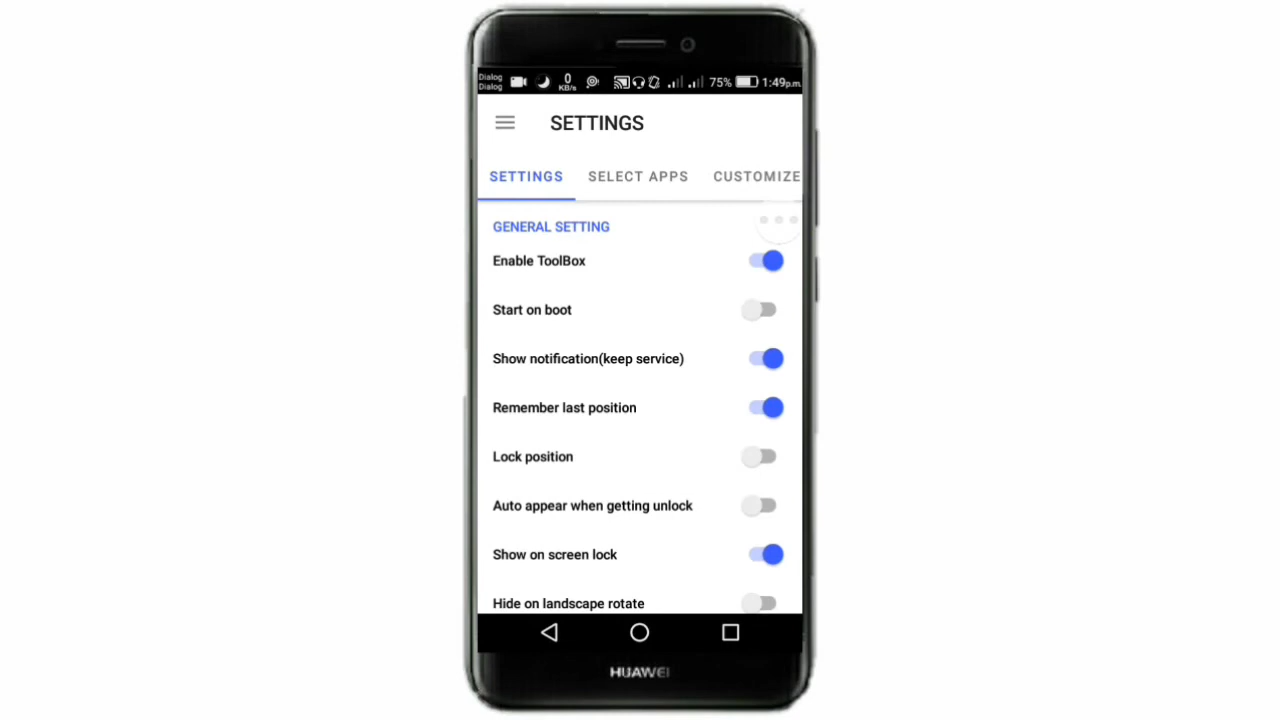 Dialog
Dialog
0
KB/s
75%
1:49p.m.
SETTINGS
SETTINGS SELECT APPS CUSTOMIZE
GENERAL SETTING
Enable ToolBox
Start on boot
Show notification(keep service)
Remember last position
Lock position
Auto appear when getting unlock
Show on screen lock
Hide on landscape rotate
HUAWEI